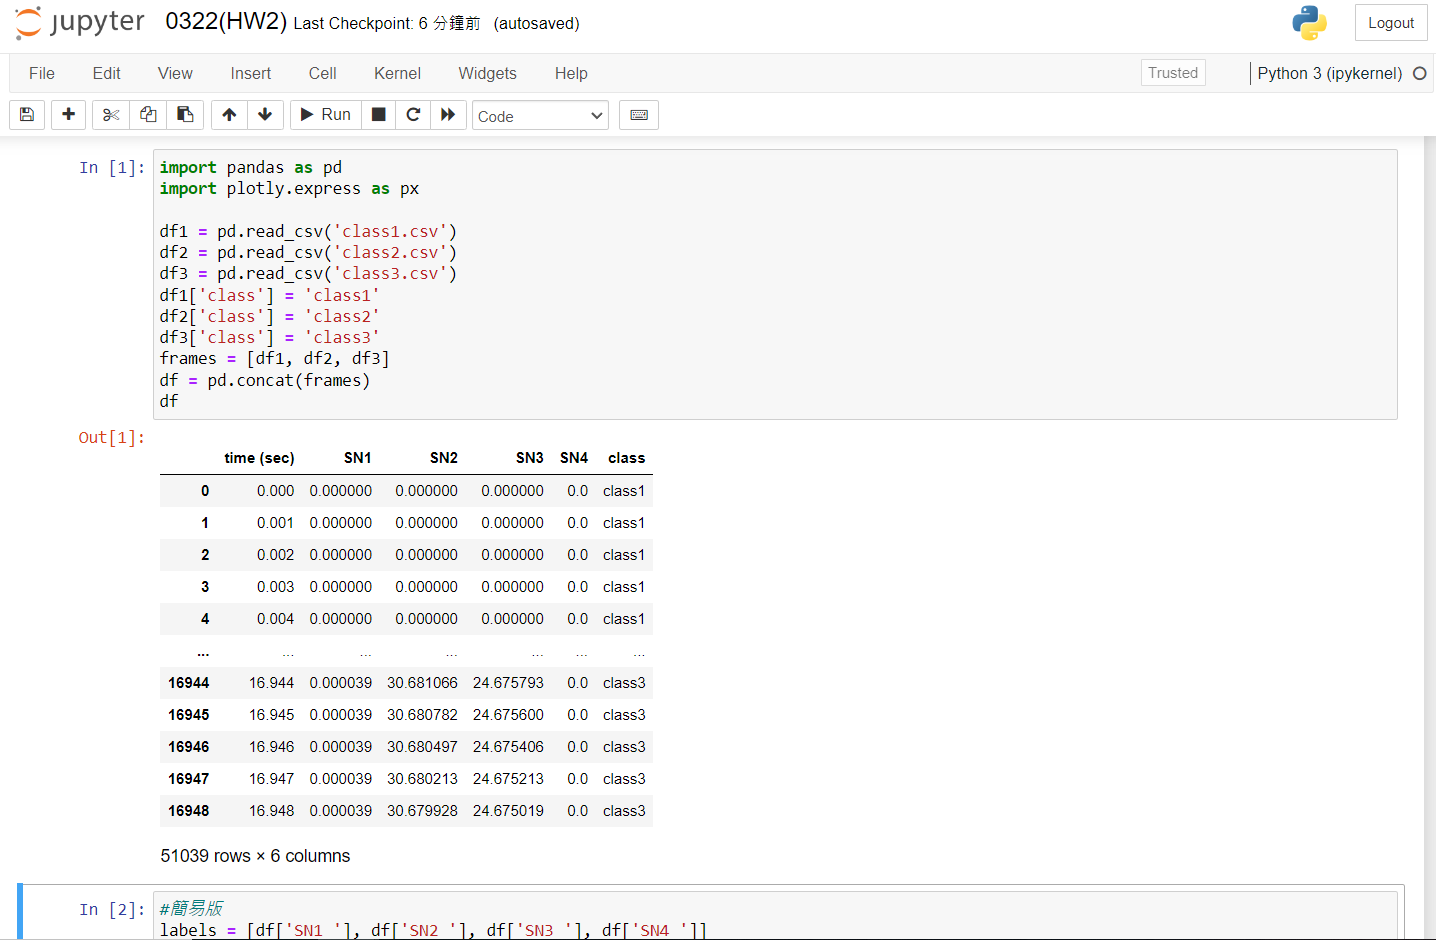 jupyter 0322(HW2) Last Checkpoint: 6 分鐘前 (autosaved)
Logout
File Edit View Insert Cell Kernel Widgets Help
Trusted
Python 3 (ipykernel)
Run
Code
In [1]:
import pandas as pd
import plotly.express as px
df1 = pd.read_csv('class1.csv')
df2 = pd.read_csv('class2.csv')
df3 = pd.read_csv('class3.csv')
df1['class'] = 'class1'
df2['class'] = 'class2'
df3['class'] = 'class3'
frames = [df1, df2, df3]
df = pd.concat(frames)
df
Out[1]:
time (sec) SN1 SN2 SN3 SN4 class
0 0.000 0.000000 0.000000 0.000000 0.0 class1
1 0.001 0.000000 0.000000 0.000000 0.0 class1
2 0.002 0.000000 0.000000 0.000000 0.0 class1
3 0.003 0.000000 0.000000 0.000000 0.0 class1
4 0.004 0.000000 0.000000 0.000000 0.0 class1
... ... ... ... ... ... ...
16944 16.944 0.000039 30.681066 24.675793 0.0 class3
16945 16.945 0.000039 30.680782 24.675600 0.0 class3
16946 16.946 0.000039 30.680497 24.675406 0.0 class3
16947 16.947 0.000039 30.680213 24.675213 0.0 class3
16948 16.948 0.000039 30.679928 24.675019 0.0 class3
51039 rows × 6 columns
In [2]:
#簡易版
labels = [df['SN1 '], df['SN2 '], df['SN3 '], df['SN4 ']]